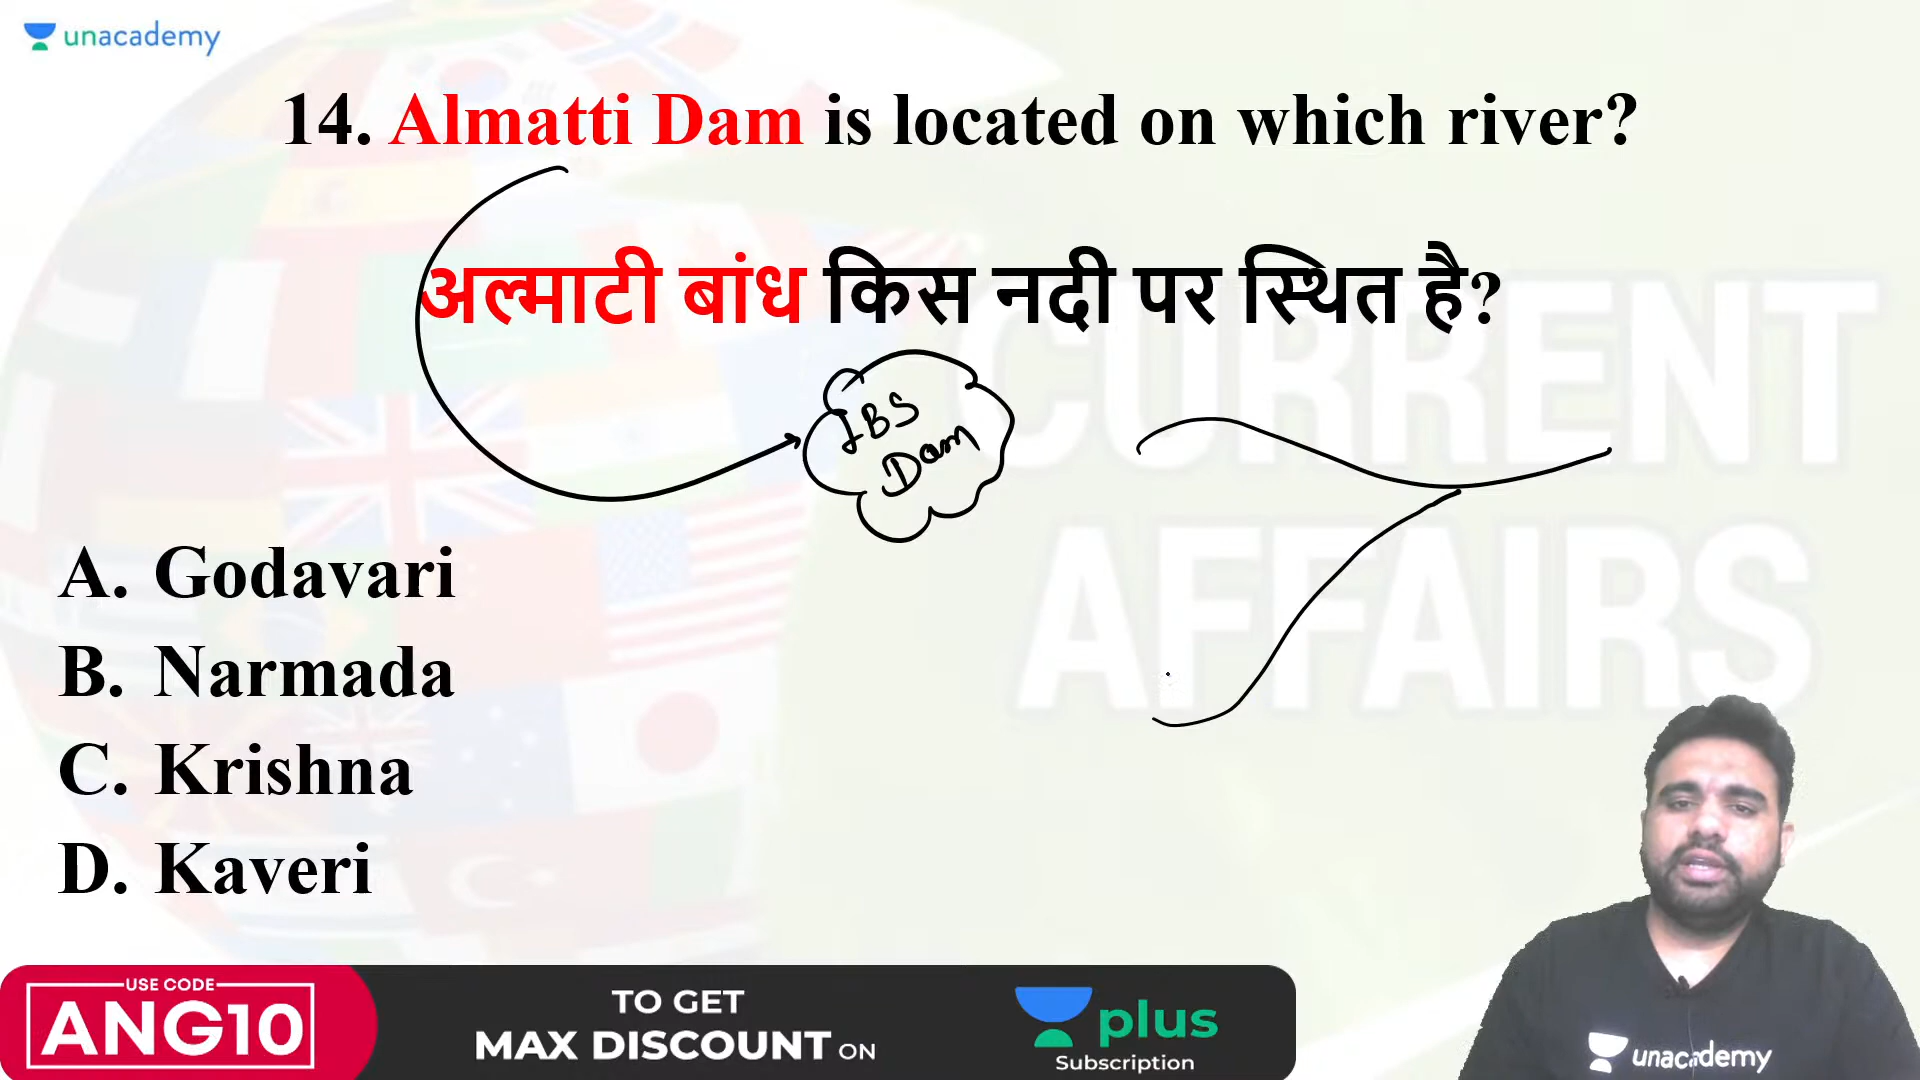 unacademy
14. Almatti Dam is located on which river?
अल्माटी बांध किस नदी पर स्थित है?
CURRENT
AFFAIRS
LBS
Dam
A. Godavari
B. Narmada
C. Krishna
D. Kaveri
USE CODE
ANG10
TO GET
MAX DISCOUNT ON
plus
Subscription
unacademy